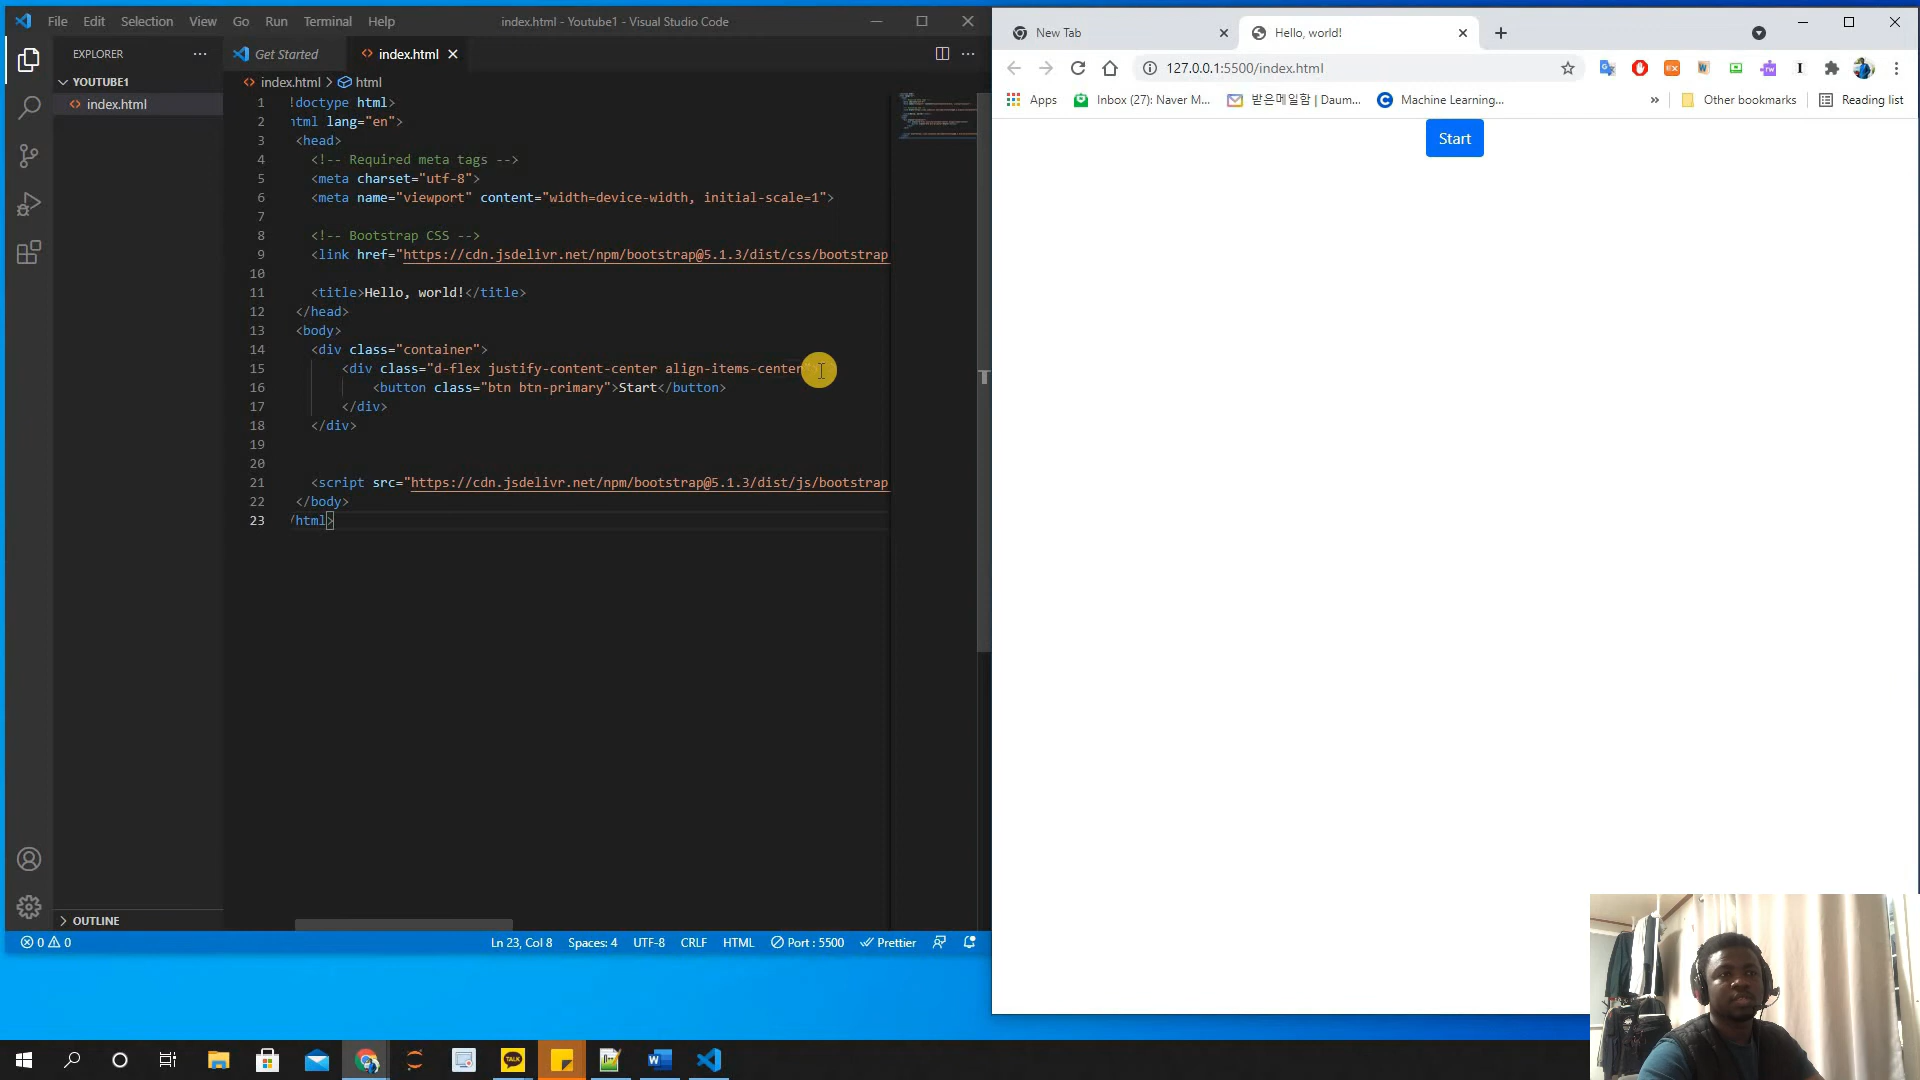 File Edit Selection View Go Run Terminal Help
index.html - Youtube1 - Visual Studio Code
EXPLORER
YOUTUBE1
index.html
OUTLINE
Get Started
index.html
index.html > html
1 !doctype html>
2 tml lang="en">
3 <head>
4 <!-- Required meta tags -->
5 <meta charset="utf-8">
6 <meta name="viewport" content="width=device-width, initial-scale=1">
7
8 <!-- Bootstrap CSS -->
9 <link href="https://cdn.jsdelivr.net/npm/bootstrap@5.1.3/dist/css/bootstrap
10
11 <title>Hello, world!</title>
12 </head>
13 <body>
14 <div class="container">
15 <div class="d-flex justify-content-center align-items-center">
16 <button class="btn btn-primary">Start</button>
17 </div>
18 </div>
19
20
21 <script src="https://cdn.jsdelivr.net/npm/bootstrap@5.1.3/dist/js/bootstrap
22 </body>
23 /html>
0 0
Ln 23, Col 8 Spaces: 4 UTF-8 CRLF HTML Port : 5500 Prettier
New Tab
Hello, world!
127.0.0.1:5500/index.html
Apps
Inbox (27): Naver M...
받은메일함 | Daum...
Machine Learning...
»
Other bookmarks
Reading list
Start
TALK